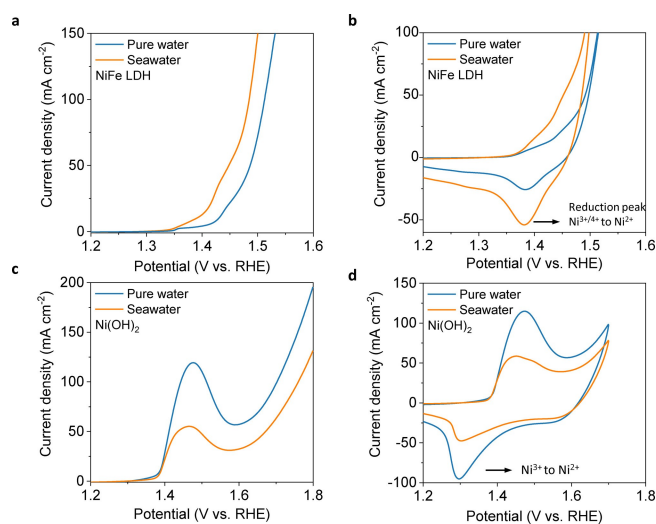 a
150
100
50
0
Current density (mA cm⁻²)
Pure water
Seawater
NiFe LDH
1.2 1.3 1.4 1.5 1.6
Potential (V vs. RHE)
b
100
50
0
-50
Current density (mA cm⁻²)
Pure water
Seawater
NiFe LDH
Reduction peak
Ni³⁺/⁴⁺ to Ni²⁺
1.2 1.3 1.4 1.5 1.6
Potential (V vs. RHE)
c
200
150
100
50
0
Current density (mA cm⁻²)
Pure water
Seawater
Ni(OH)₂
1.2 1.4 1.6 1.8
Potential (V vs. RHE)
d
150
100
50
0
-50
-100
Current density (mA cm⁻²)
Pure water
Seawater
Ni(OH)₂
Ni³⁺ to Ni²⁺
1.2 1.4 1.6 1.8
Potential (V vs. RHE)